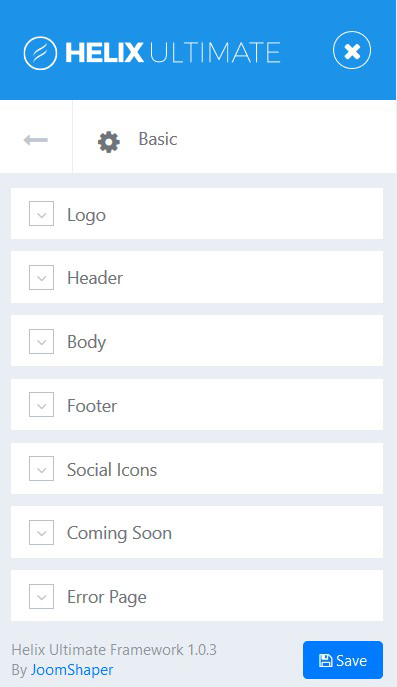 HELIX ULTIMATE
Basic
Logo
Header
Body
Footer
Social Icons
Coming Soon
Error Page
Helix Ultimate Framework 1.0.3
By JoomShaper
Save